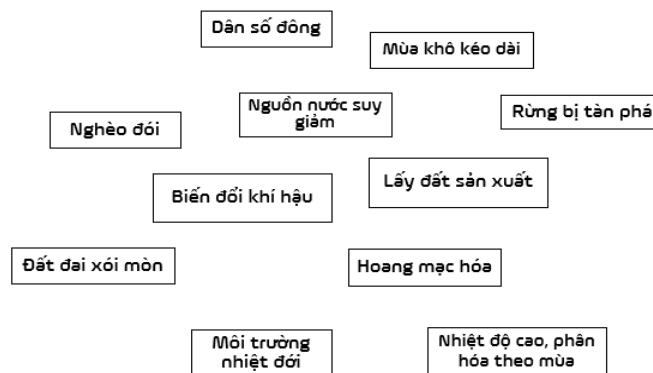 Dân số đông
Mùa khô kéo dài
Nguồn nước suy
giảm
Rừng bị tàn phá
Nghèo đói
Lấy đất sản xuất
Biến đổi khí hậu
Đất đai xói mòn
Hoang mạc hóa
Môi trường
nhiệt đới
Nhiệt độ cao, phân
hóa theo mùa